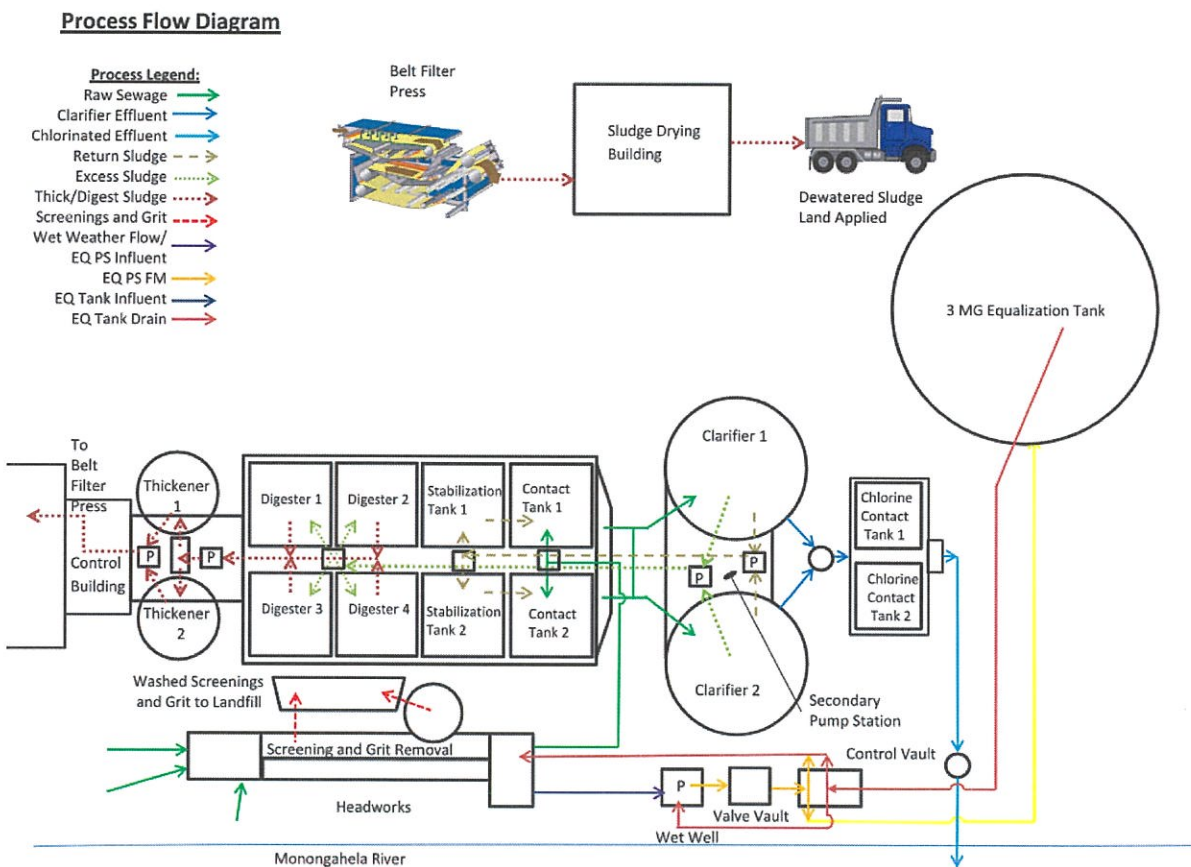 Process Flow Diagram
Process Legend:
Raw Sewage
Clarifier Effluent
Chlorinated Effluent
Return Sludge
Excess Sludge
Thick/Digest Sludge
Screenings and Grit
Wet Weather Flow/
EQ PS Influent
EQ PS FM
EQ Tank Influent
EQ Tank Drain
Belt Filter
Press
Sludge Drying
Building
Dewatered Sludge
Land Applied
3 MG Equalization Tank
To
Belt
Filter
Press
Control
Building
Thickener
1
Thickener
2
P
P
Digester 1
Digester 2
Stabilization
Tank 1
Contact
Tank 1
Digester 3
Digester 4
Stabilization
Tank 2
Contact
Tank 2
Clarifier 1
P
P
Clarifier 2
Secondary
Pump Station
Chlorine
Contact
Tank 1
Chlorine
Contact
Tank 2
Washed Screenings
and Grit to Landfill
Screening and Grit Removal
Headworks
P
Wet Well
Valve Vault
Control Vault
Monongahela River